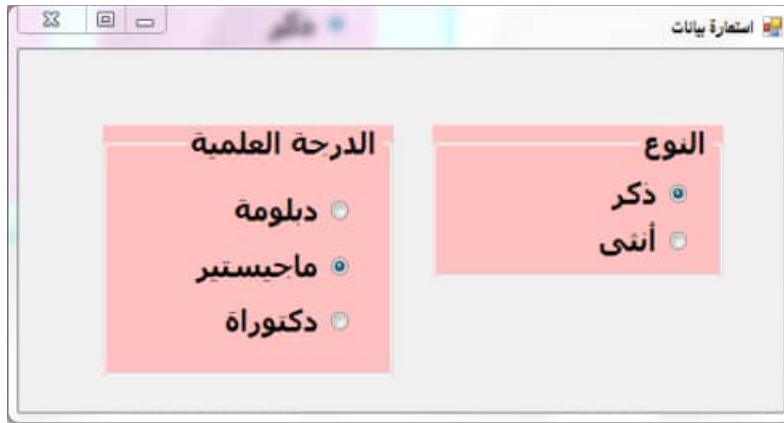 استعارة بيانات
النوع
ذكر
أنثى
الدرجة العلمية
دبلومة
ماجيستير
دكتوراة